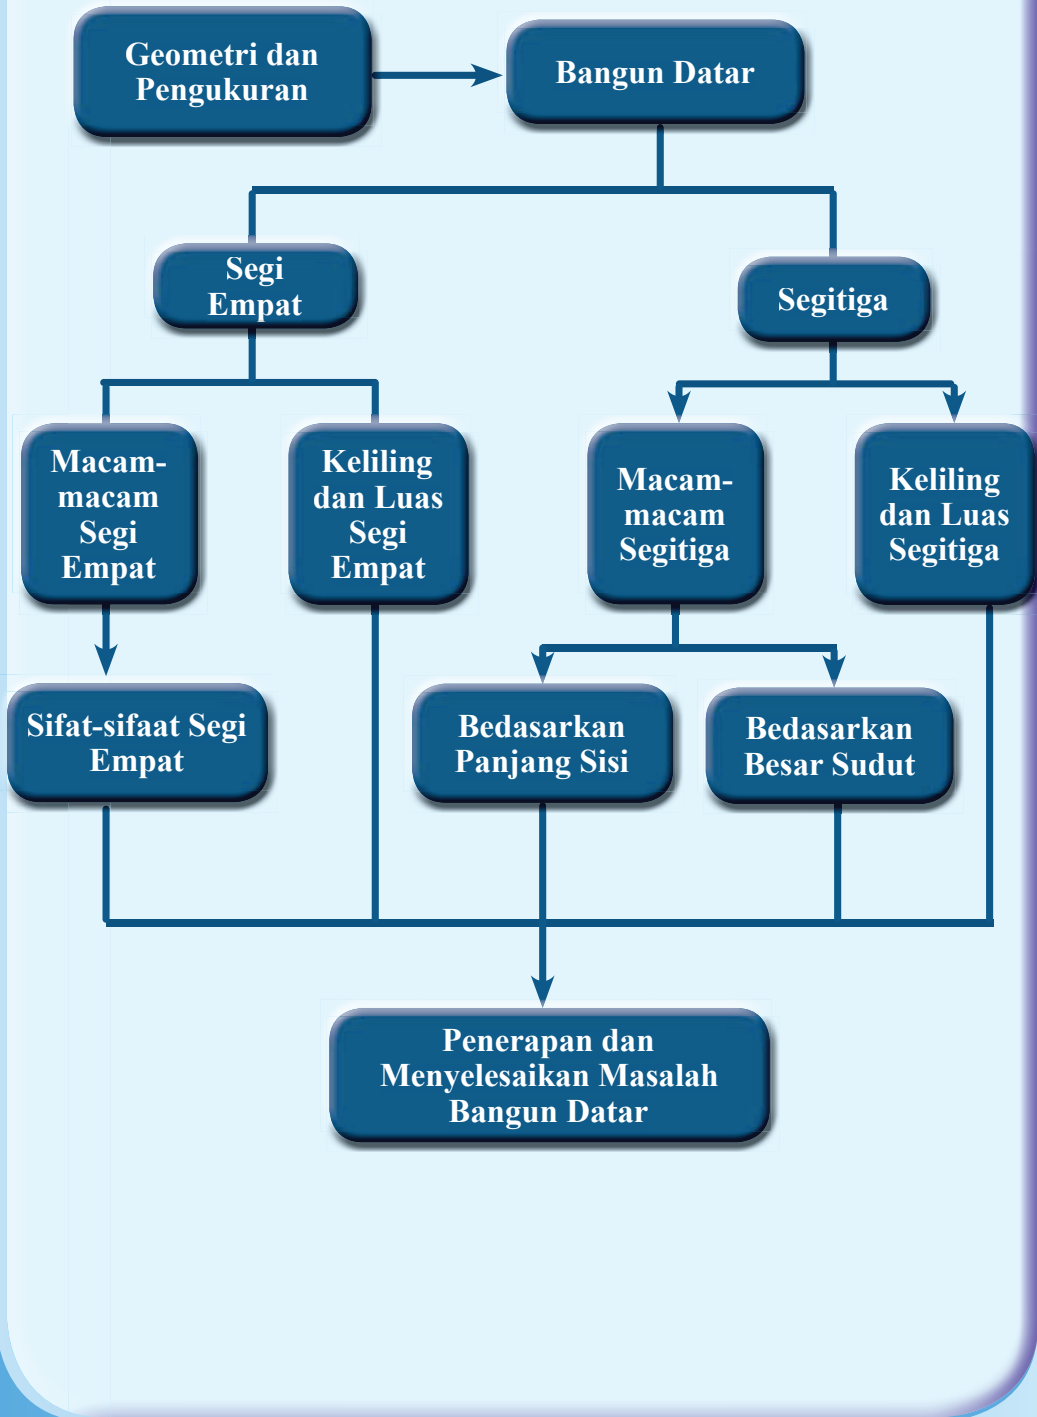 Geometri dan
Pengukuran
Bangun Datar
Segi
Empat
Segitiga
Macam-
macam
Segi
Empat
Keliling
dan Luas
Segi
Empat
Macam-
macam
Segitiga
Keliling
dan Luas
Segitiga
Sifat-sifaat Segi
Empat
Bedasarkan
Panjang Sisi
Bedasarkan
Besar Sudut
Penerapan dan
Menyelesaikan Masalah
Bangun Datar